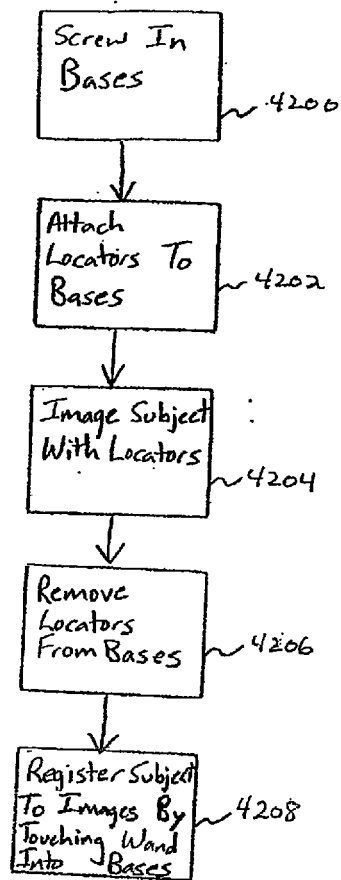 Screw In
Bases
4200
Attach
Locators To
Bases
4202
Image Subject
With Locators
4204
Remove
Locators
From Bases
4206
Register Subject
To Images By
Touching Wand
Into Bases
4208